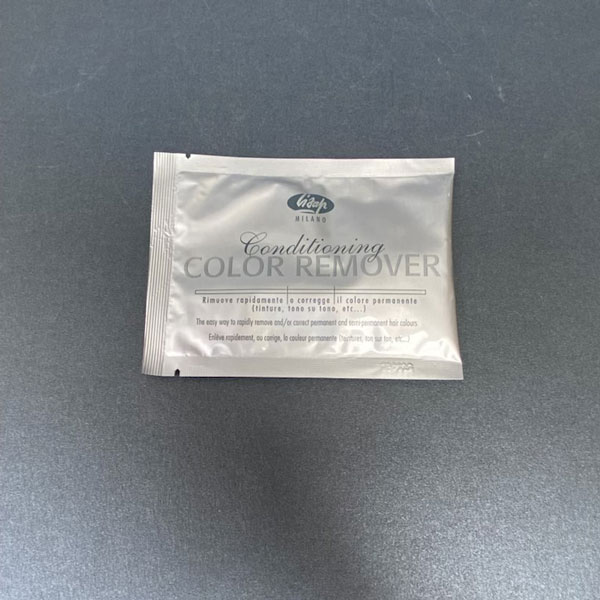 Lisap
MILANO
Conditioning
COLOR REMOVER
Rimuove rapidamente o corregge il colore permanente
(tinture, tono su tono, etc...)
The easy way to rapidly remove and/or correct permanent and semi-permanent hair colours
Enlève rapidement, ou corrige, la couleur permanente (teintures, ton sur ton, etc...)